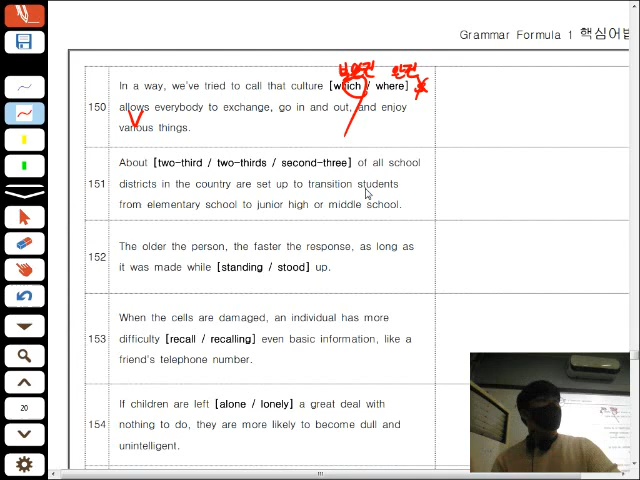 Grammar Formula 1 핵심어법
불완전 완전
In a way, we've tried to call that culture [which / where]
150
allows everybody to exchange, go in and out, and enjoy
various things.
About [two-third / two-thirds / second-three] of all school
151
districts in the country are set up to transition students
from elementary school to junior high or middle school.
The older the person, the faster the response, as long as
152
it was made while [standing / stood] up.
When the cells are damaged, an individual has more
153
difficulty [recall / recalling] even basic information, like a
friend's telephone number.
If children are left [alone / lonely] a great deal with
154
nothing to do, they are more likely to become dull and
unintelligent.
20